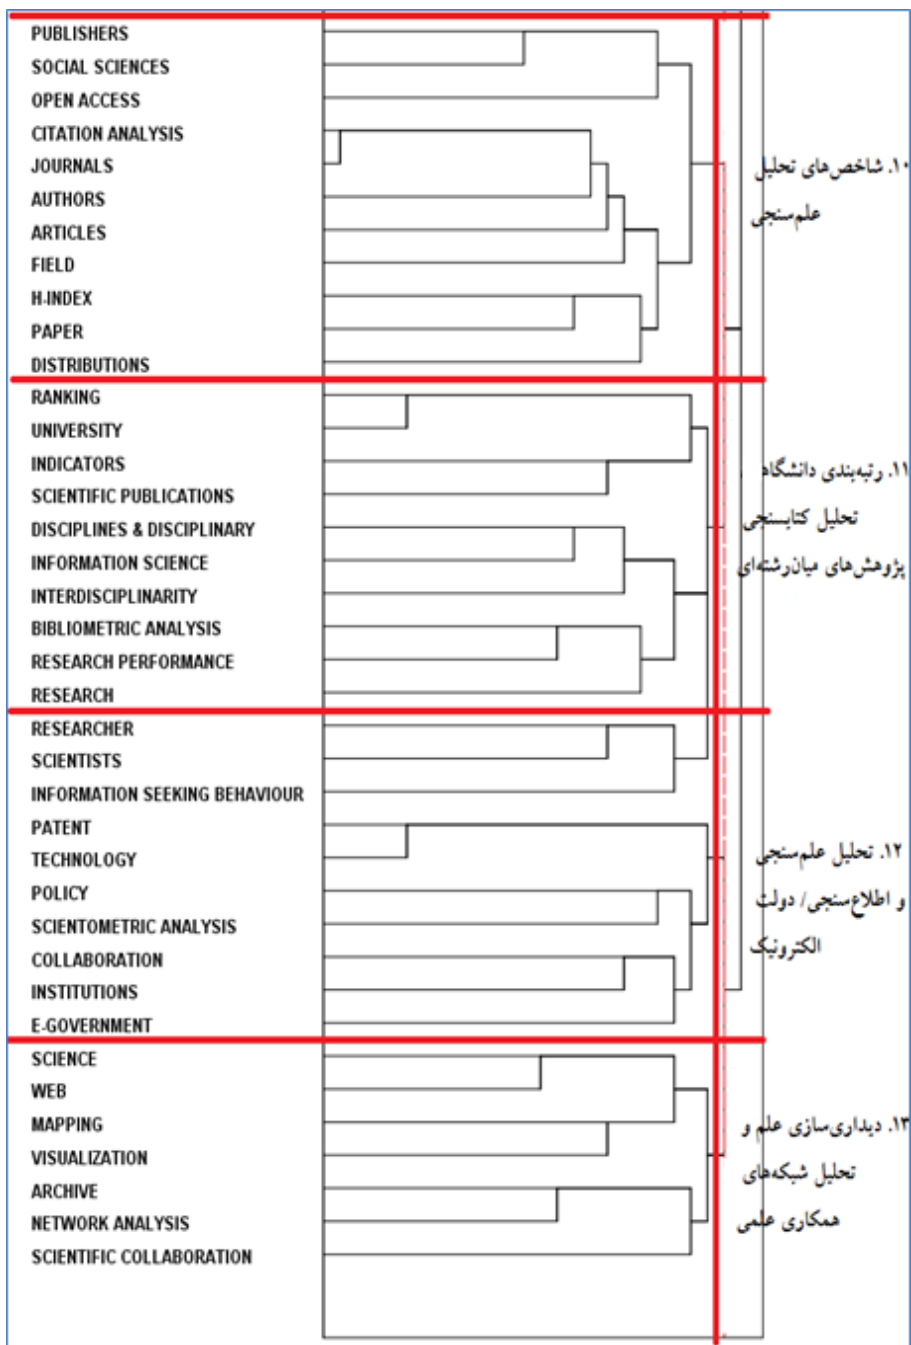 PUBLISHERS
SOCIAL SCIENCES
OPEN ACCESS
CITATION ANALYSIS
JOURNALS
AUTHORS
ARTICLES
FIELD
H-INDEX
PAPER
DISTRIBUTIONS
۱۰. شاخص‌های تحلیل
علم‌سنجی
RANKING
UNIVERSITY
INDICATORS
SCIENTIFIC PUBLICATIONS
DISCIPLINES & DISCIPLINARY
INFORMATION SCIENCE
INTERDISCIPLINARITY
BIBLIOMETRIC ANALYSIS
RESEARCH PERFORMANCE
RESEARCH
۱۱. رتبه‌بندی دانشگاه
تحلیل کتابسنجی
پژوهش‌های میان‌رشته‌ای
RESEARCHER
SCIENTISTS
INFORMATION SEEKING BEHAVIOUR
PATENT
TECHNOLOGY
POLICY
SCIENTOMETRIC ANALYSIS
COLLABORATION
INSTITUTIONS
E-GOVERNMENT
۱۲. تحلیل علم‌سنجی
و اطلاع‌سنجی/ دولت
الکترونیک
SCIENCE
WEB
MAPPING
VISUALIZATION
ARCHIVE
NETWORK ANALYSIS
SCIENTIFIC COLLABORATION
۱۳. دیداری‌سازی علم و
تحلیل شبکه‌های
همکاری علمی